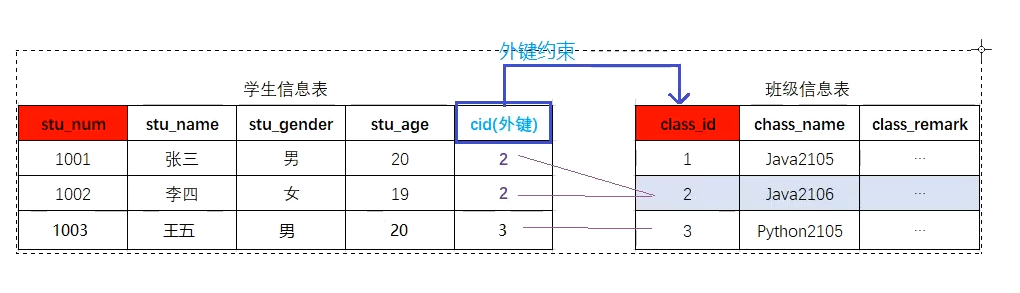 外键约束
学生信息表
班级信息表
stu_num stu_name stu_gender stu_age cid(外键) class_id chass_name class_remark
1001 张三 男 20 2 1 Java2105 ...
1002 李四 女 19 2 2 Java2106 ...
1003 王五 男 20 3 3 Python2105 ...